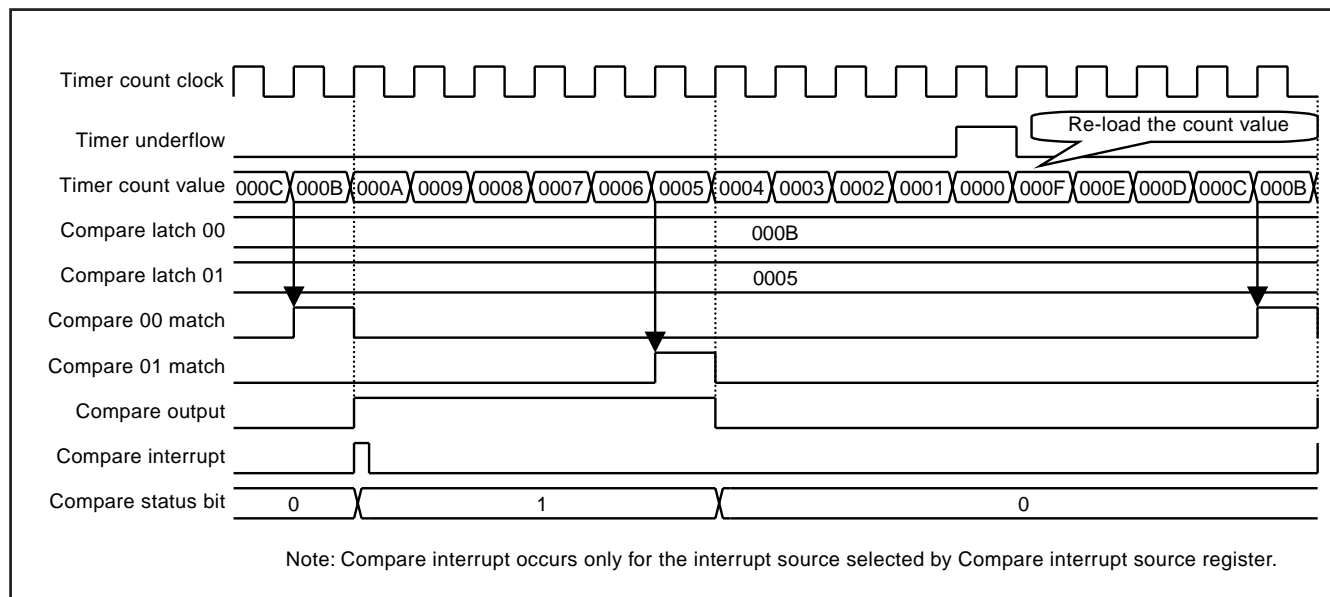 Timer count clock
Timer underflow
Re-load the count value
Timer count value
000C 000B 000A 0009 0008 0007 0006 0005 0004 0003 0002 0001 0000 000F 000E 000D 000C 000B
Compare latch 00
000B
Compare latch 01
0005
Compare 00 match
Compare 01 match
Compare output
Compare interrupt
Compare status bit
0 1 0
Note: Compare interrupt occurs only for the interrupt source selected by Compare interrupt source register.